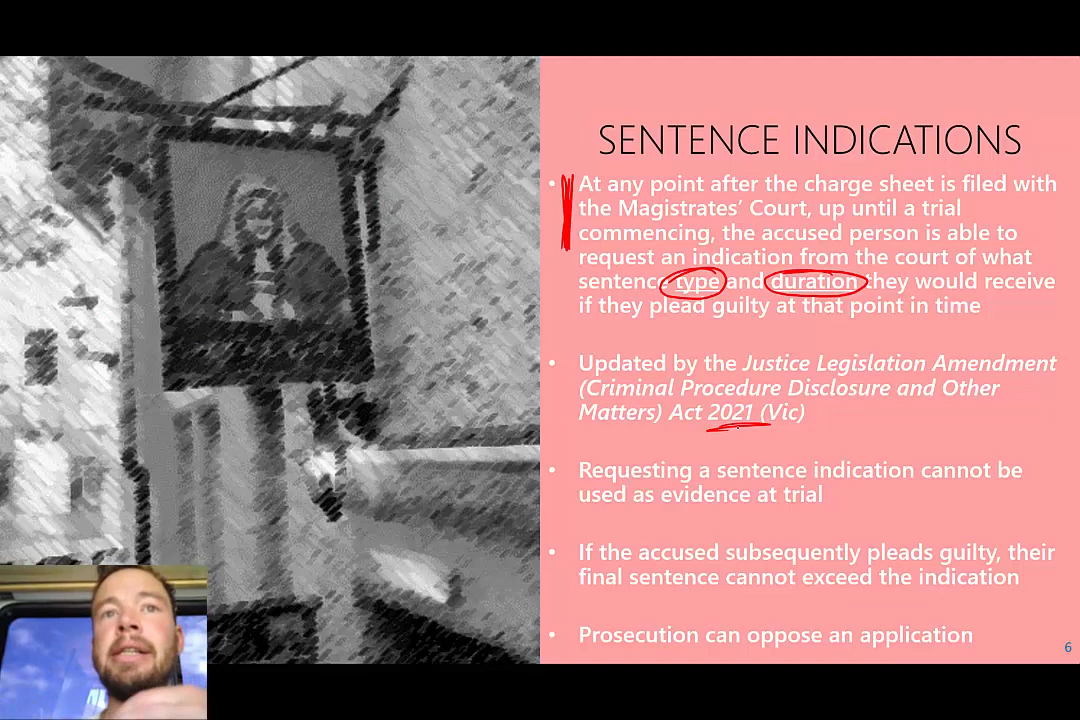 SENTENCE INDICATIONS
• At any point after the charge sheet is filed with
the Magistrates’ Court, up until a trial
commencing, the accused person is able to
request an indication from the court of what
sentence type and duration they would receive
if they plead guilty at that point in time
• Updated by the Justice Legislation Amendment
(Criminal Procedure Disclosure and Other
Matters) Act 2021 (Vic)
• Requesting a sentence indication cannot be
used as evidence at trial
• If the accused subsequently pleads guilty, their
final sentence cannot exceed the indication
• Prosecution can oppose an application
6